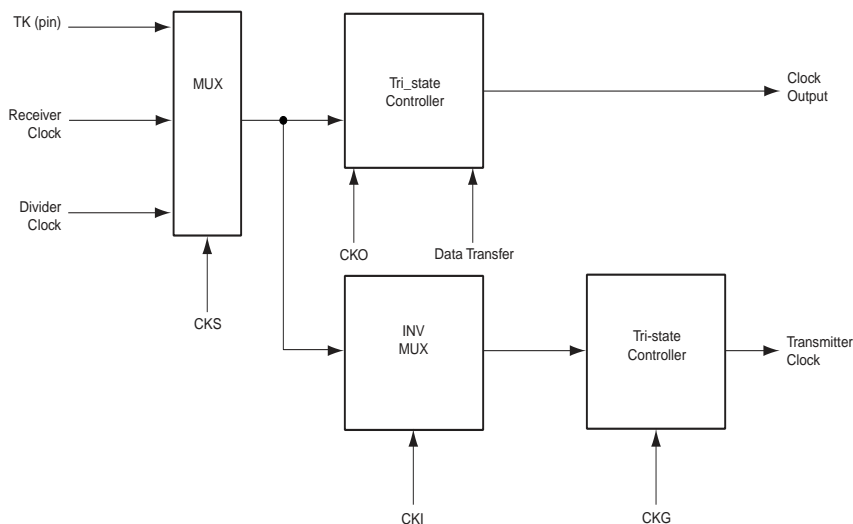 TK (pin)
MUX
Tri_state
Controller
Clock
Output
Receiver
Clock
Divider
Clock
CKO
Data Transfer
CKS
INV
MUX
Tri-state
Controller
Transmitter
Clock
CKI
CKG